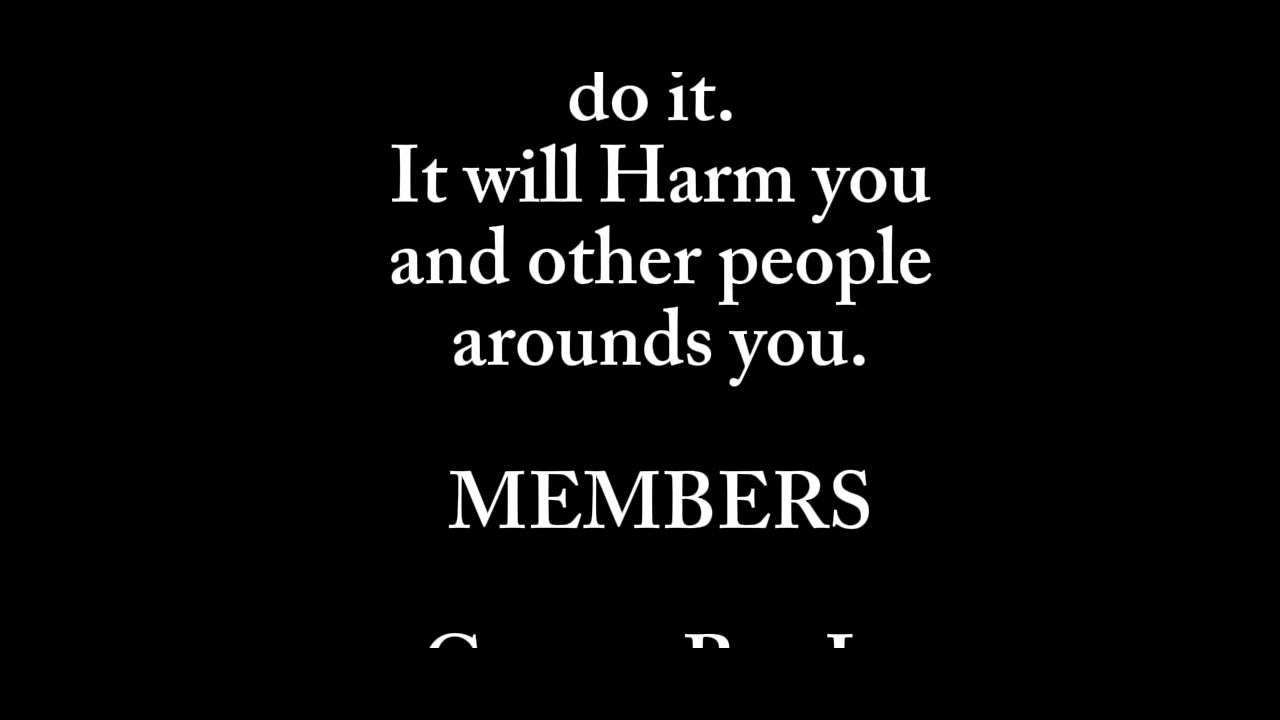 do it.
It will Harm you
and other people
arounds you.
MEMBERS